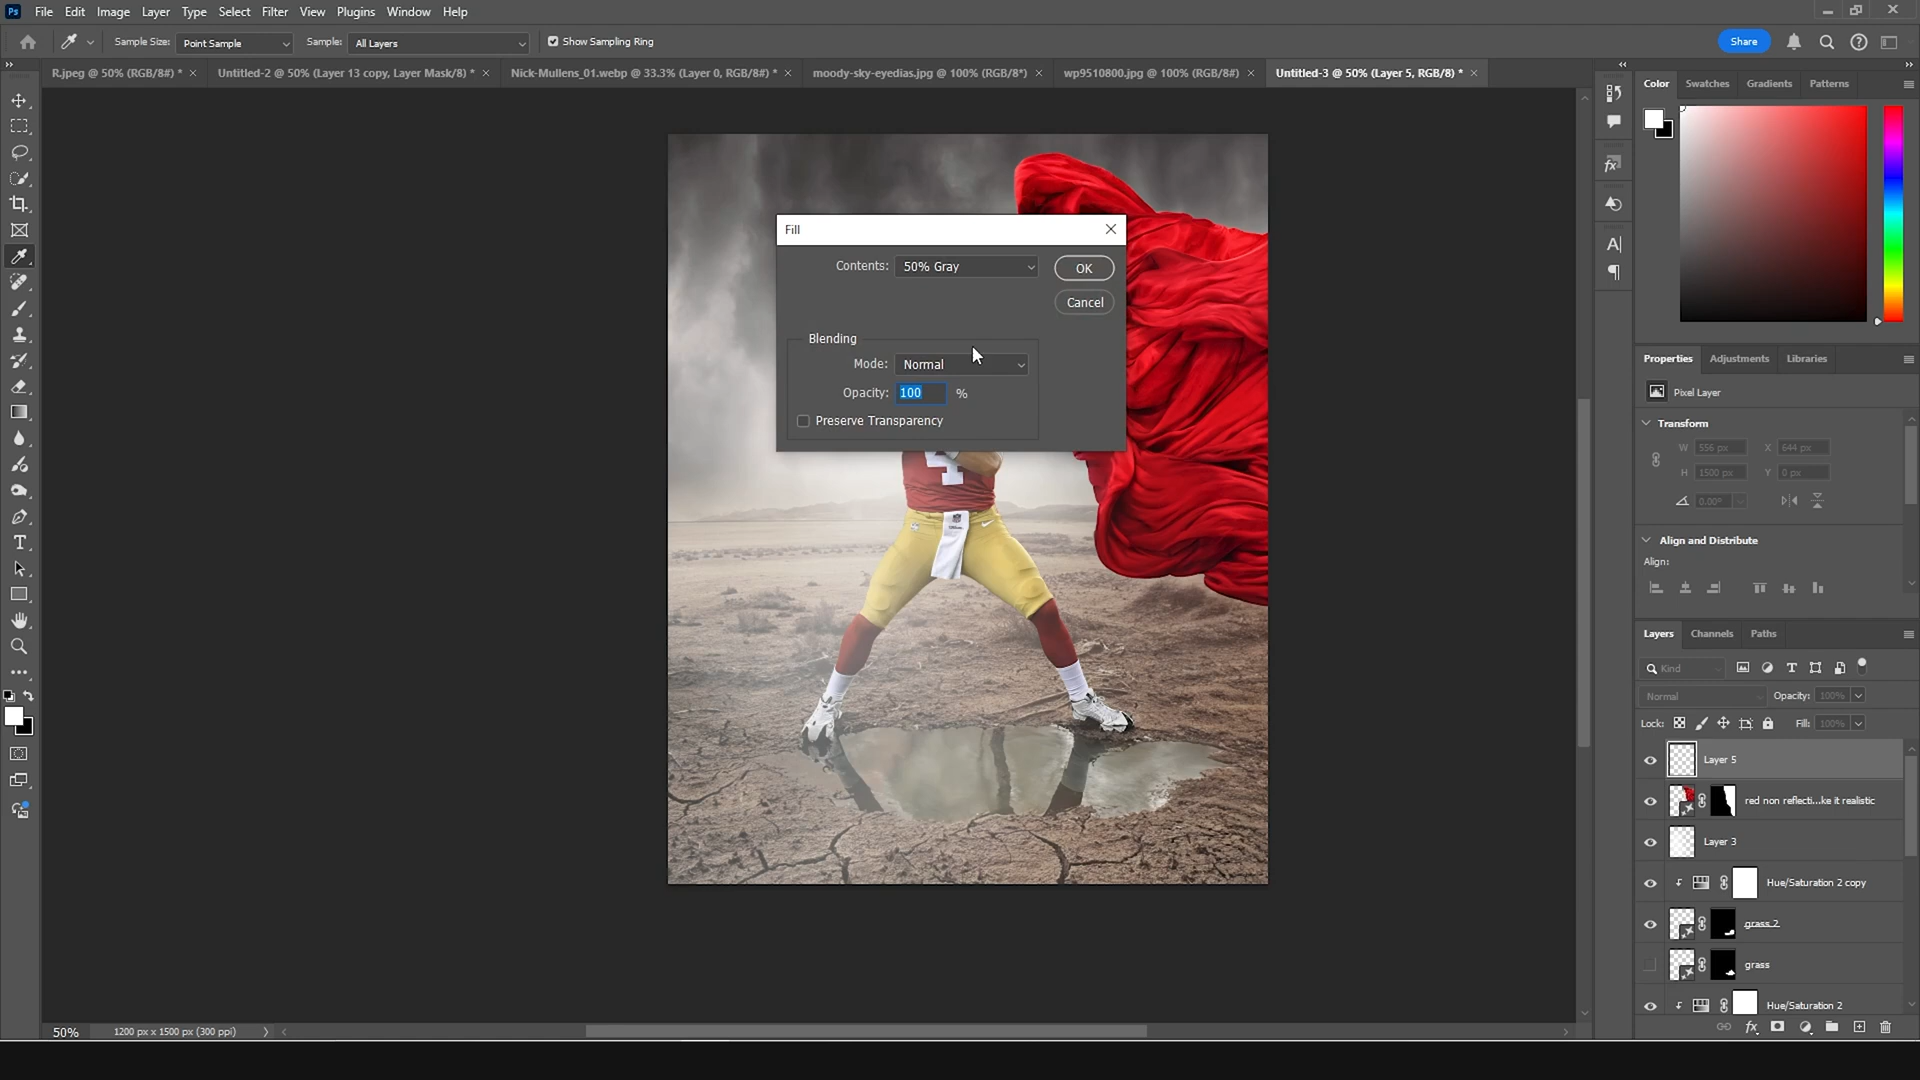 Ps File Edit Image Layer Type Select Filter View Plugins Window Help
Sample Size: Point Sample Sample: All Layers Show Sampling Ring Share
R.jpeg @ 50% (RGB/8#) * Untitled-2 @ 50% (Layer 13 copy, Layer Mask/8) * Nick-Mullens_01.webp @ 33.3% (Layer 0, RGB/8#) * moody-sky-eyedias.jpg @ 100% (RGB/8*) wp9510800.jpg @ 100% (RGB/8#) Untitled-3 @ 50% (Layer 5, RGB/8) *
Color Swatches Gradients Patterns
Fill
Contents: 50% Gray OK
Cancel
Blending
Mode: Normal
Opacity: 100 %
Preserve Transparency
4
Properties Adjustments Libraries
Pixel Layer
Transform
W 556 px X 644 px
H 1500 px Y 0 px
0.00°
Align and Distribute
Align:
Layers Channels Paths
Kind
Normal Opacity: 100%
Lock: Fill: 100%
Layer 5
red non reflecti...ke it realistic
Layer 3
Hue/Saturation 2 copy
grass 2
grass
Hue/Saturation 2
50% 1200 px x 1500 px (300 ppi)